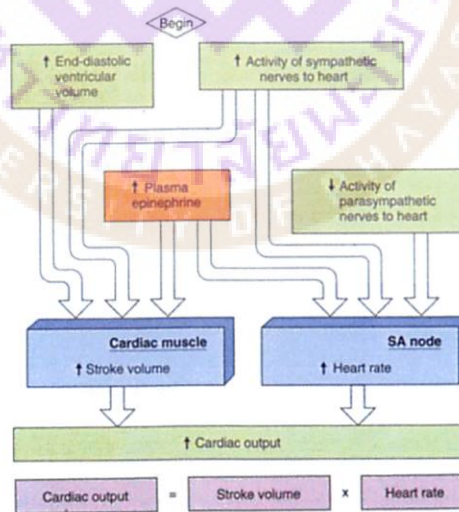 Begin
↑ End-diastolic
ventricular
volume
↑ Activity of sympathetic
nerves to heart
↑ Plasma
epinephrine
↓ Activity of
parasympathetic
nerves to heart
Cardiac muscle
↑ Stroke volume
SA node
↑ Heart rate
↑ Cardiac output
Cardiac output = Stroke volume x Heart rate